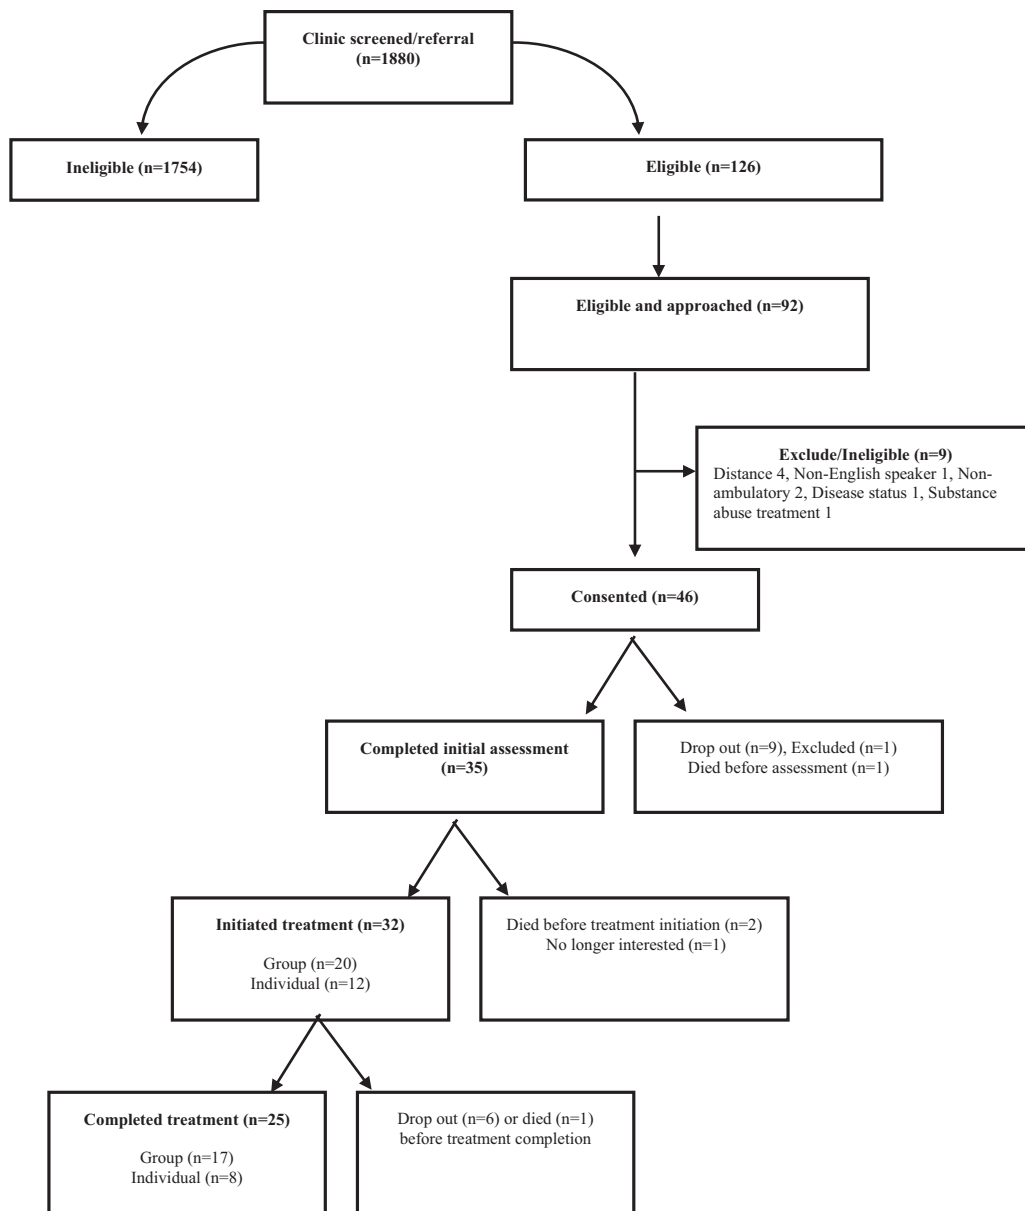 Clinic screened/referral
(n=1880)
Ineligible (n=1754)
Eligible (n=126)
Eligible and approached (n=92)
Exclude/Ineligible (n=9)
Distance 4, Non-English speaker 1, Non-
ambulatory 2, Disease status 1, Substance
abuse treatment 1
Consented (n=46)
Completed initial assessment
(n=35)
Drop out (n=9), Excluded (n=1)
Died before assessment (n=1)
Initiated treatment (n=32)
Group (n=20)
Individual (n=12)
Died before treatment initiation (n=2)
No longer interested (n=1)
Completed treatment (n=25)
Group (n=17)
Individual (n=8)
Drop out (n=6) or died (n=1)
before treatment completion